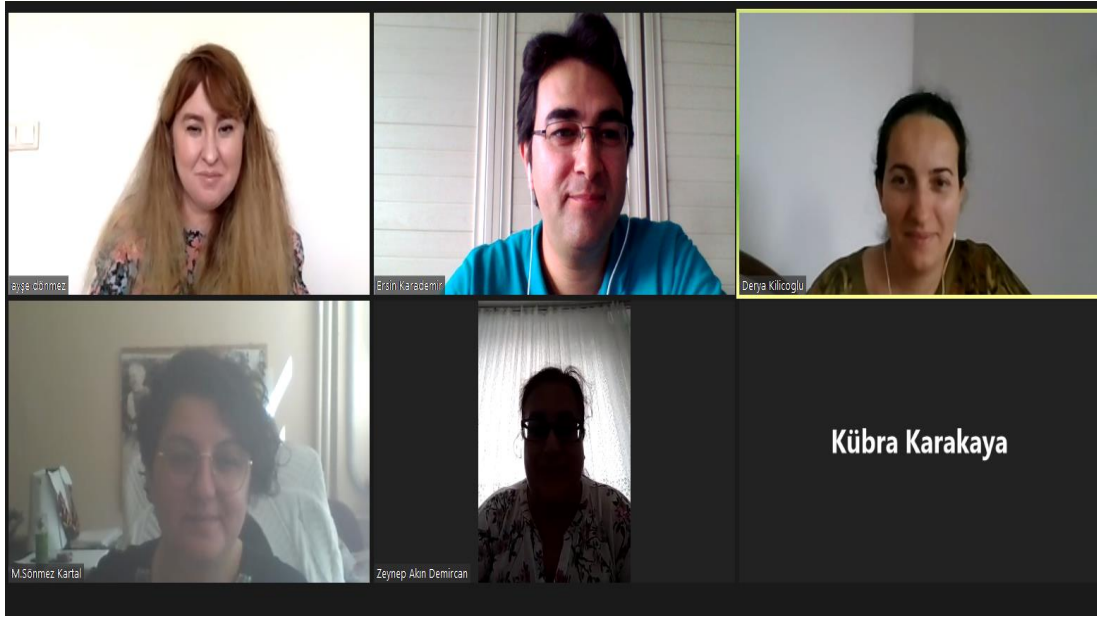 ayşe dönmez
Ersin Karademir
Derya Kilicoglu
M.Sönmez Kartal
Zeynep Akın Demircan
Kübra Karakaya